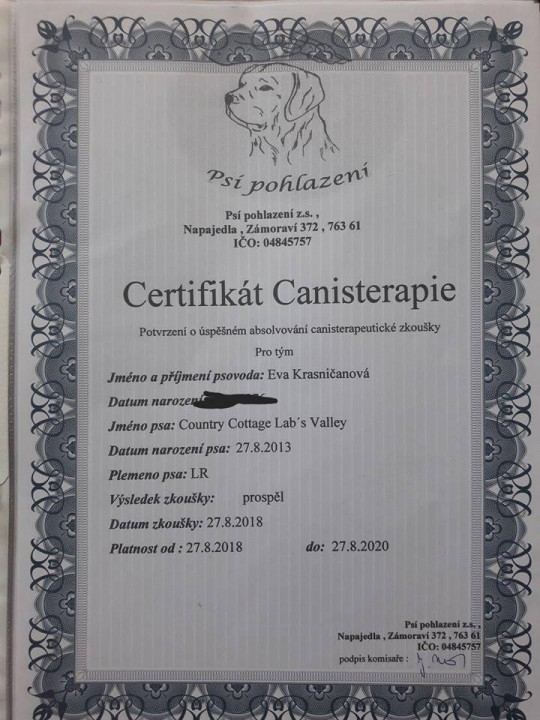 Psí pohlazení
Psí pohlazení z.s. ,
Napajedla , Zámoraví 372 , 763 61
IČO: 04845757
Certifikát Canisterapie
Potvrzení o úspěšném absolvování canisterapeutické zkoušky
Pro tým
Jméno a příjmení psovoda: Eva Krasničanová
Datum narození
Jméno psa: Country Cottage Lab´s Valley
Datum narození psa: 27.8.2013
Plemeno psa: LR
Výsledek zkoušky: prospěl
Datum zkoušky: 27.8.2018
Platnost od : 27.8.2018 do: 27.8.2020
Psí pohlazení z.s. ,
Napajedla , Zámoraví 372 , 763 61
IČO: 04845757
podpis komisaře :